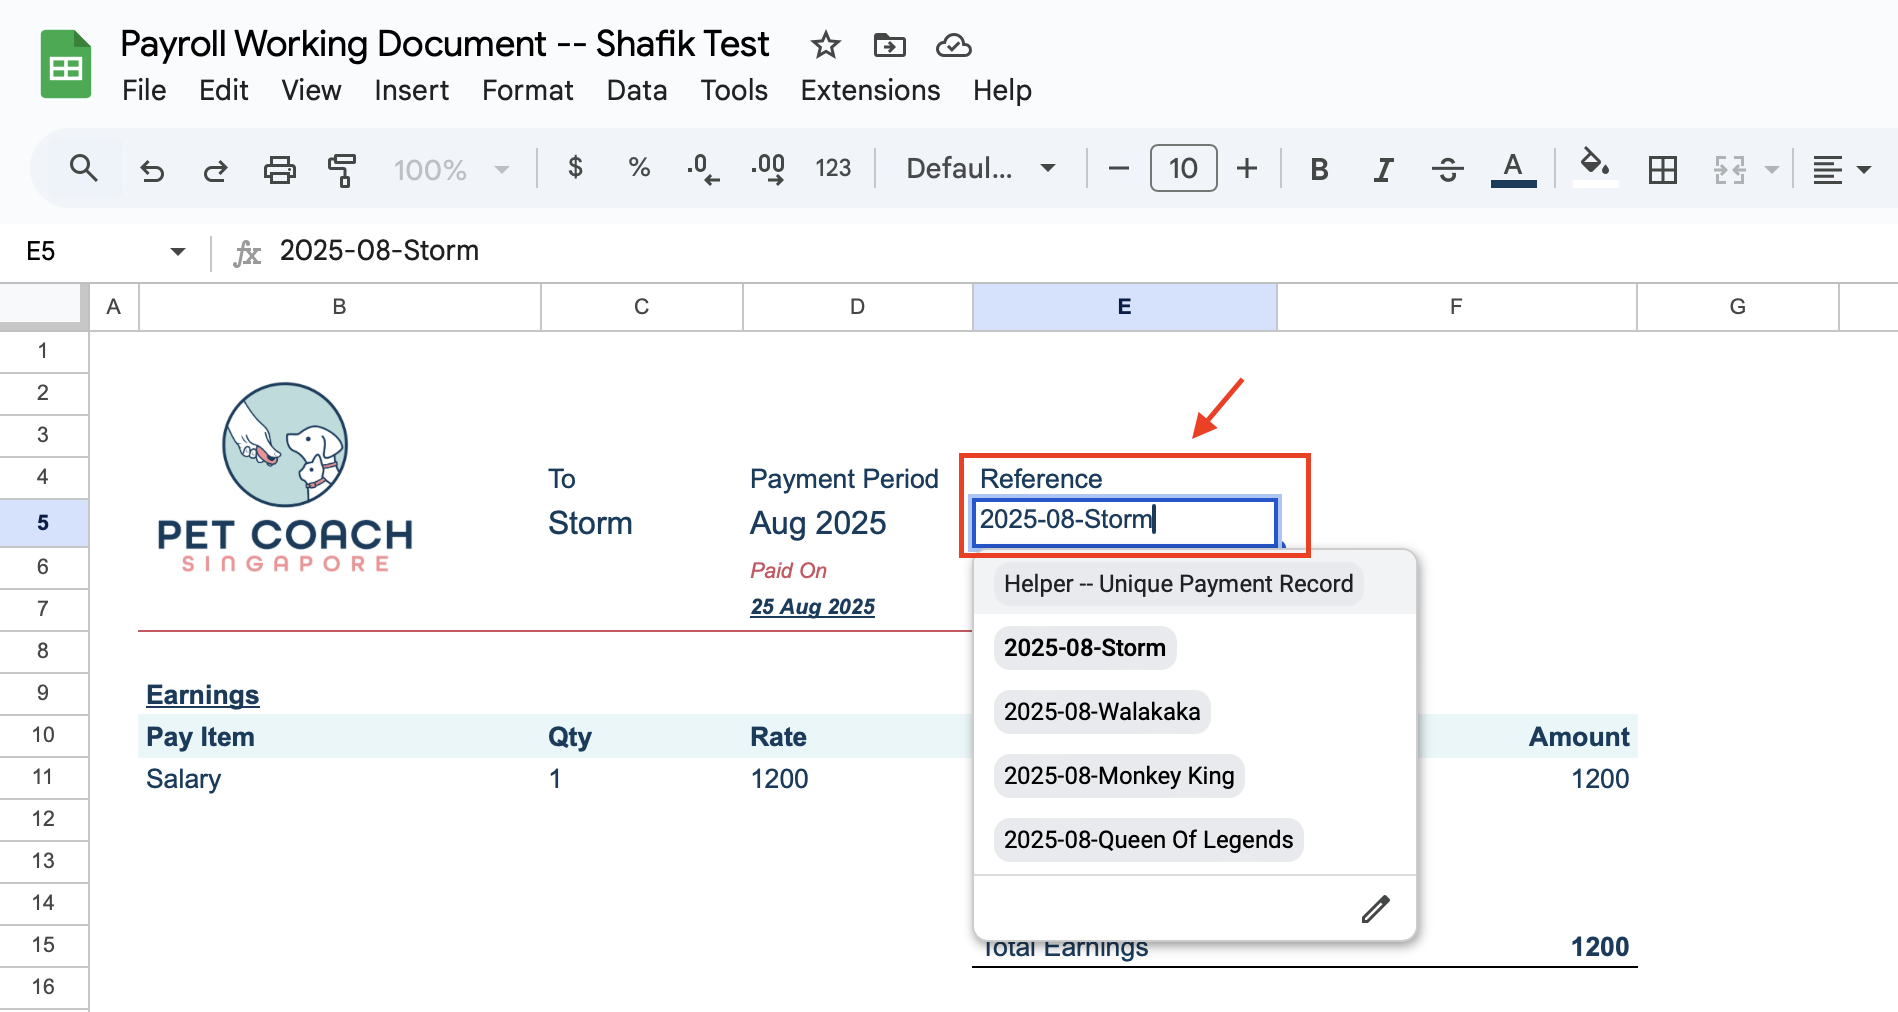 Payroll Working Document -- Shafik Test
File Edit View Insert Format Data Tools Extensions Help
100% $ % .0 .00 123 Defaul... 10 B I S A
E5 fx 2025-08-Storm
A B C D E F G
1
2
3
4 To Payment Period Reference
5 Storm Aug 2025 2025-08-Storm
PET COACH
SINGAPORE
6 Paid On
7 25 Aug 2025
Helper -- Unique Payment Record
2025-08-Storm
2025-08-Walakaka
2025-08-Monkey King
2025-08-Queen Of Legends
8
9 Earnings
10 Pay Item Qty Rate Amount
11 Salary 1 1200 1200
12
13
14
15 Total Earnings 1200
16